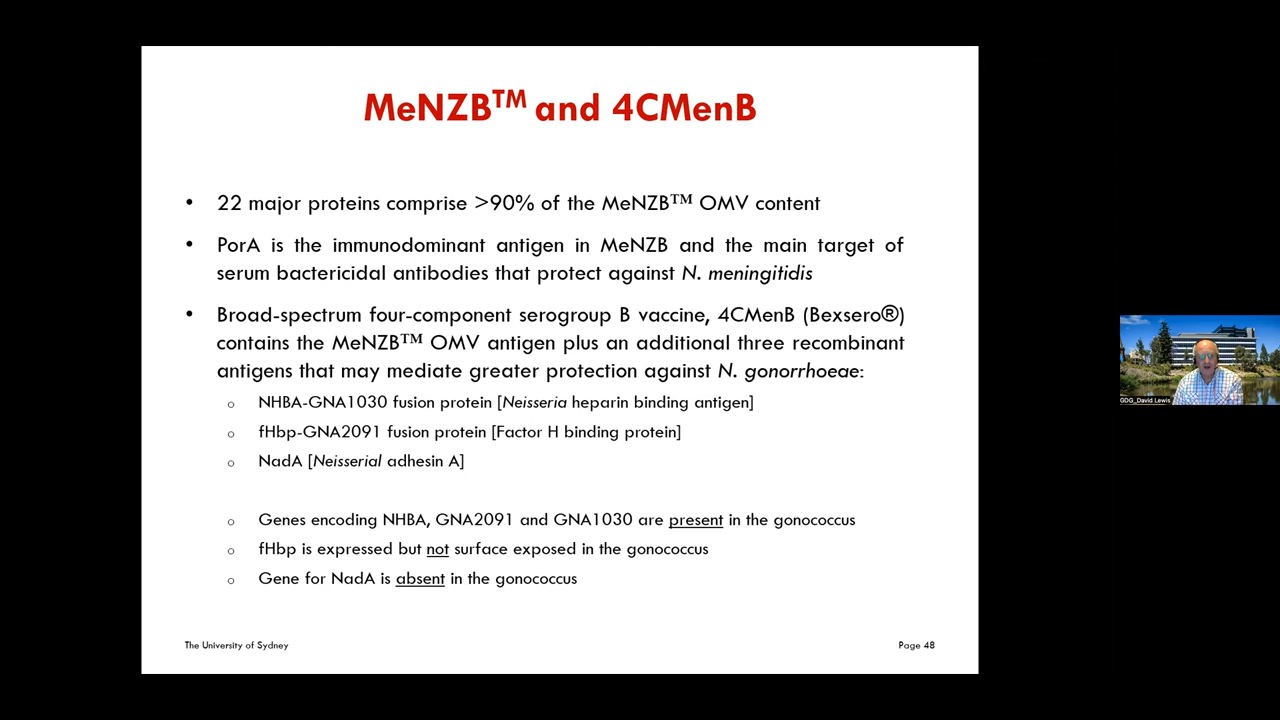 MeNZB™ and 4CMenB
• 22 major proteins comprise >90% of the MeNZB™ OMV content
• PorA is the immunodominant antigen in MeNZB and the main target of
serum bactericidal antibodies that protect against N. meningitidis
• Broad-spectrum four-component serogroup B vaccine, 4CMenB (Bexsero®)
contains the MeNZB™ OMV antigen plus an additional three recombinant
antigens that may mediate greater protection against N. gonorrhoeae:
o NHBA-GNA1030 fusion protein [Neisseria heparin binding antigen]
o fHbp-GNA2091 fusion protein [Factor H binding protein]
o NadA [Neisserial adhesin A]
o Genes encoding NHBA, GNA2091 and GNA1030 are present in the gonococcus
o fHbp is expressed but not surface exposed in the gonococcus
o Gene for NadA is absent in the gonococcus
The University of Sydney
Page 48
GDG_David Lewis